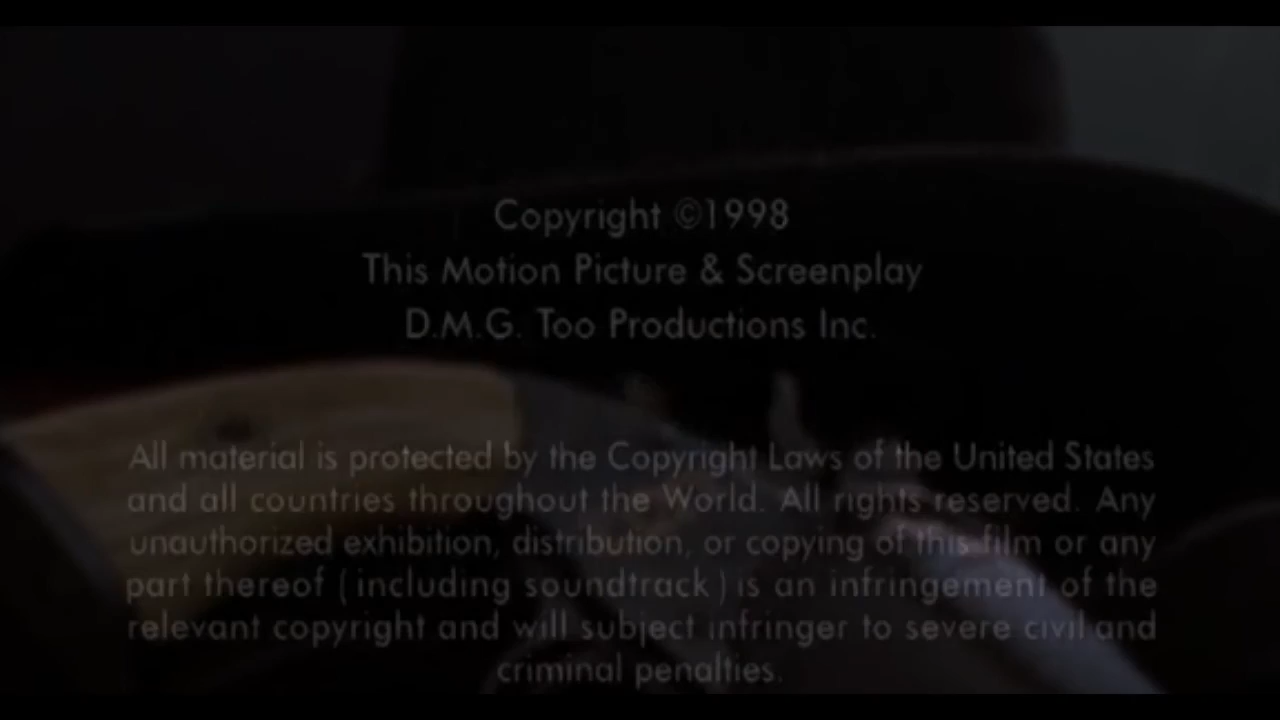 Copyright ©1998
This Motion Picture & Screenplay
D.M.G. Too Productions Inc.
All material is protected by the Copyright Laws of the United States
and all countries throughout the World. All rights reserved. Any
unauthorized exhibition, distribution, or copying of this film or any
part thereof (including soundtrack) is an infringement of the
relevant copyright and will subject infringer to severe civil and
criminal penalties.